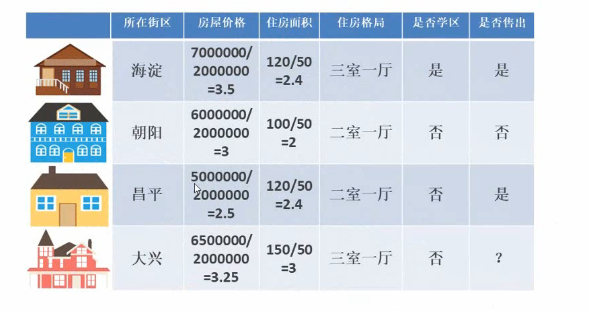 所在街区 房屋价格 住房面积 住房格局 是否学区 是否售出
海淀 7000000/2000000=3.5 120/50=2.4 三室一厅 是 是
朝阳 6000000/2000000=3 100/50=2 二室一厅 否 否
昌平 5000000/2000000=2.5 120/50=2.4 二室一厅 否 是
大兴 6500000/2000000=3.25 150/50=3 三室一厅 否 ？